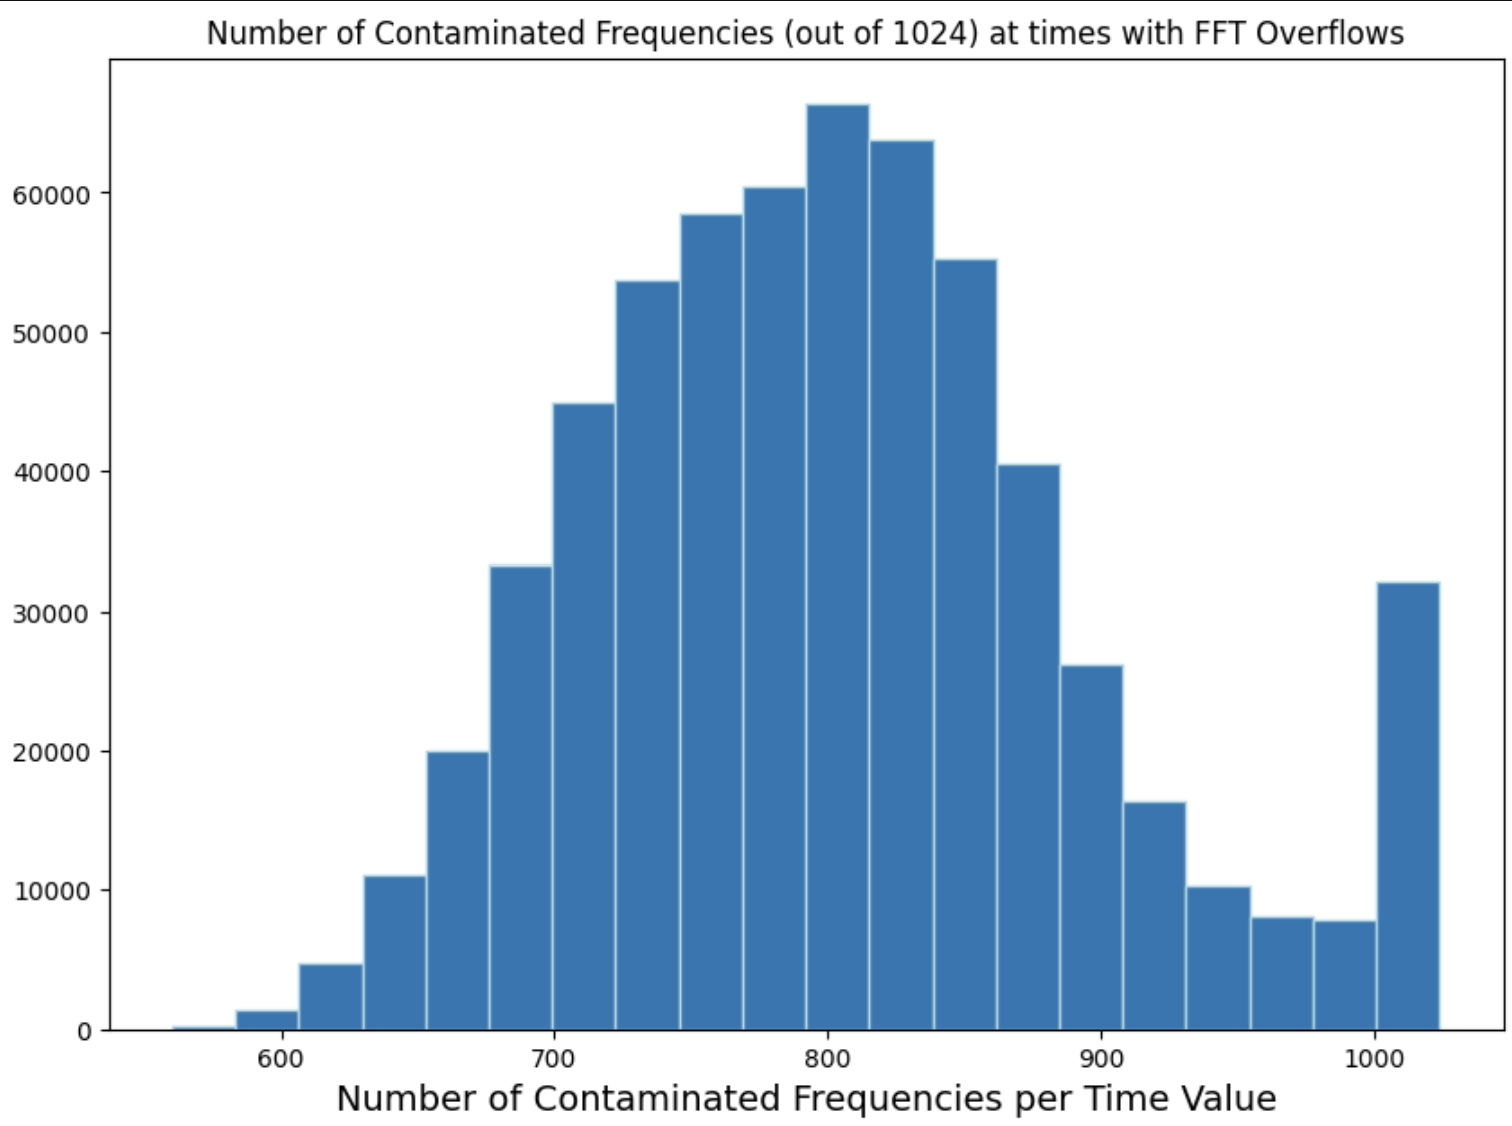 Number of Contaminated Frequencies (out of 1024) at times with FFT Overflows
60000
50000
40000
30000
20000
10000
0
600 700 800 900 1000
Number of Contaminated Frequencies per Time Value